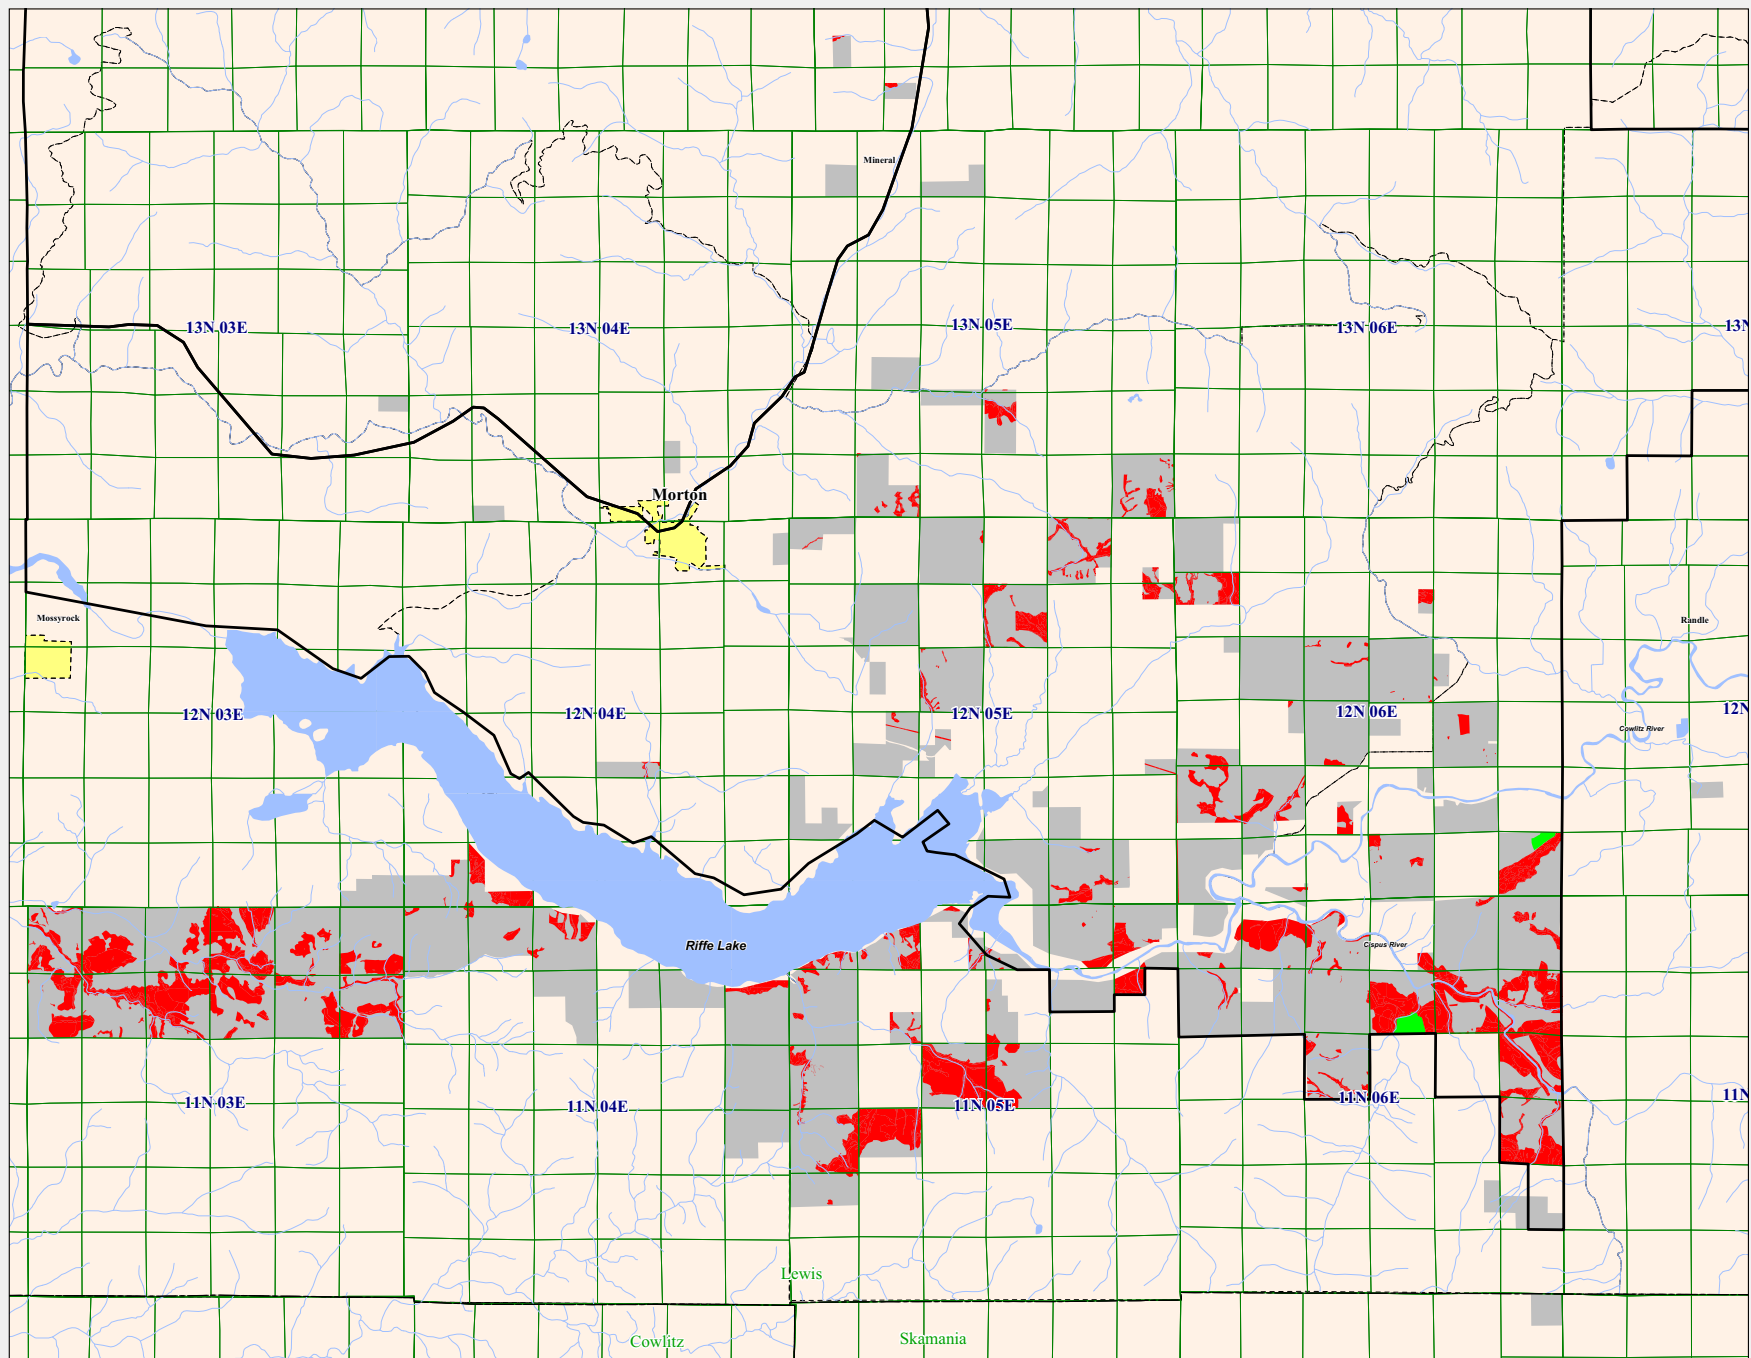 Mineral
13N 03E
13N 04E
13N 05E
13N 06E
13N
Morton
Mossyrock
Randle
12N 03E
12N 04E
12N 05E
12N 06E
12N
Cowlitz River
Riffe Lake
Cispus River
11N 03E
11N 04E
11N 05E
11N 06E
11N
Lewis
Cowlitz
Skamania